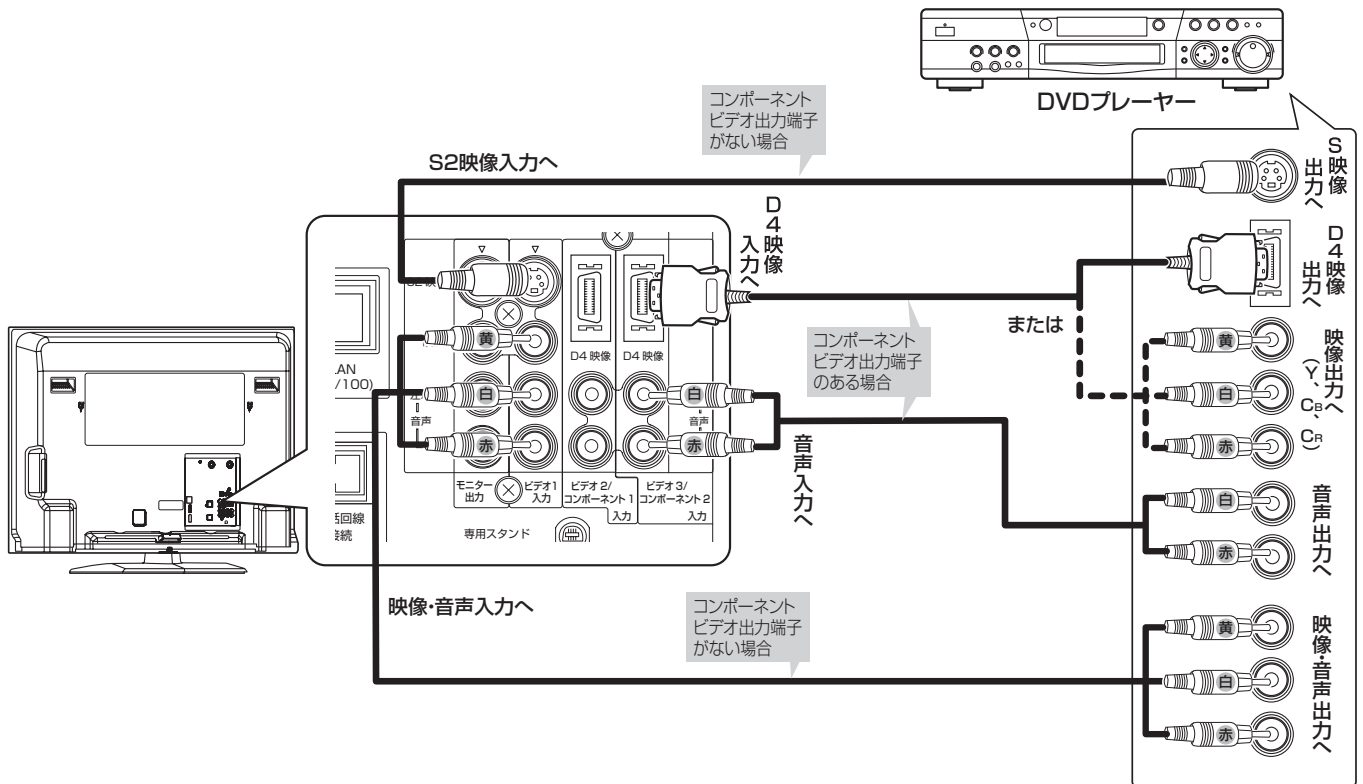 DVDプレーヤー
コンポーネント
ビデオ出力端子
がない場合
S2映像入力へ
S映像
出力へ
D4映像
入力へ
D4映像
出力へ
または
コンポーネント
ビデオ出力端子
のある場合
映像出力へ
(Y、CB、CR)
黄
白
赤
黄
白
赤
D4 映像
D4 映像
白
赤
音声
音声
LAN
/100)
モニター
出力
ビデオ1
入力
ビデオ 2/
コンポーネント 1
入力
ビデオ 3/
コンポーネント 2
入力
回線
接続
専用スタンド
音声入力へ
白
赤
音声出力へ
映像・音声入力へ
コンポーネント
ビデオ出力端子
がない場合
黄
白
赤
映像・音声出力へ